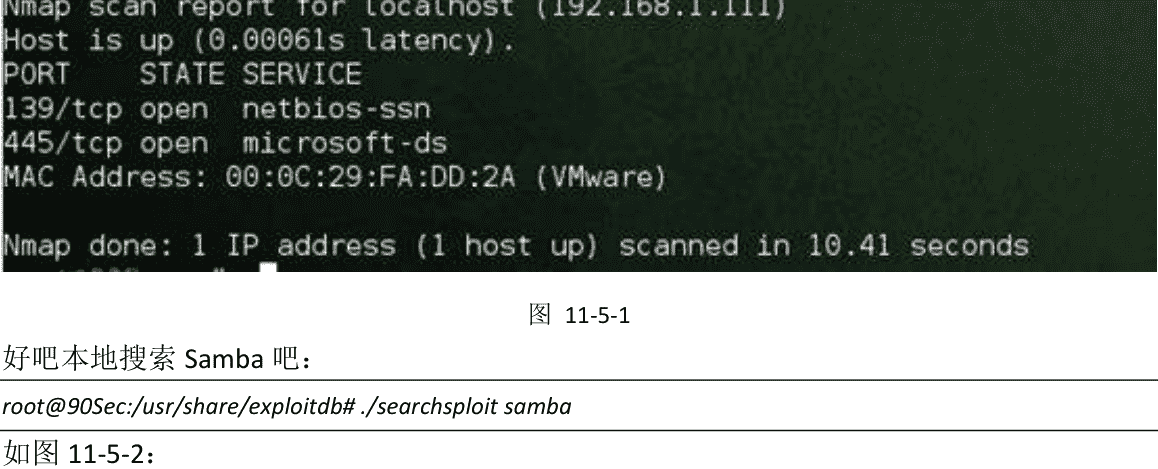 Nmap scan report for localhost (192.168.1.111)
Host is up (0.00061s latency).
PORT STATE SERVICE
139/tcp open netbios-ssn
445/tcp open microsoft-ds
MAC Address: 00:0C:29:FA:DD:2A (VMware)
Nmap done: 1 IP address (1 host up) scanned in 10.41 seconds
图 11-5-1
好吧本地搜索 Samba 吧：
root@90Sec:/usr/share/exploitdb# ./searchsploit samba
如图 11-5-2：